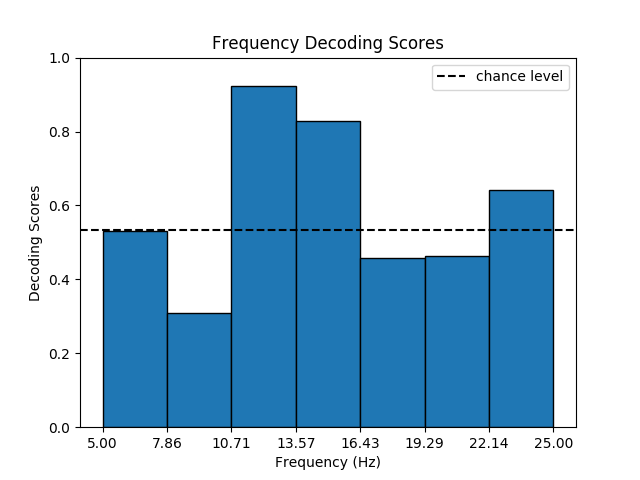 Frequency Decoding Scores
chance level
Decoding Scores
1.0
0.8
0.6
0.4
0.2
0.0
5.00 7.86 10.71 13.57 16.43 19.29 22.14 25.00
Frequency (Hz)